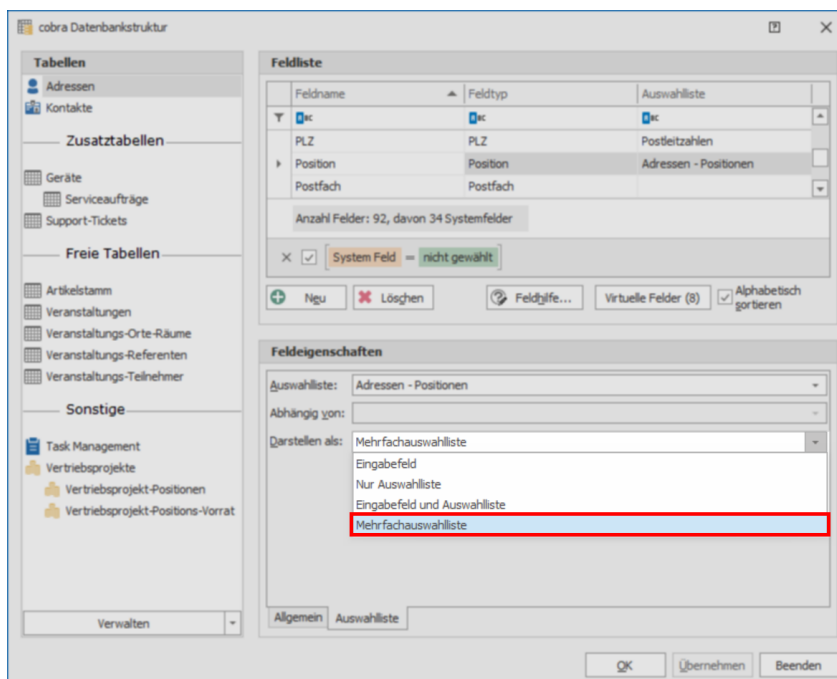 cobra Datenbankstruktur
Tabellen
Adressen
Kontakte
Zusatztabellen
Geräte
Serviceaufträge
Support-Tickets
Freie Tabellen
Artikelstamm
Veranstaltungen
Veranstaltungs-Orte-Räume
Veranstaltungs-Referenten
Veranstaltungs-Teilnehmer
Sonstige
Task Management
Vertriebsprojekte
Vertriebsprojekt-Positionen
Vertriebsprojekt-Positions-Vorrat
Verwalten
Feldliste
Feldname Feldtyp Auswahlliste
PLZ PLZ Postleitzahlen
Position Position Adressen - Positionen
Postfach Postfach
Anzahl Felder: 92, davon 34 Systemfelder
System Feld = nicht gewählt
Neu Löschen Feldhilfe... Virtuelle Felder (8) Alphabetisch
sortieren
Feldeigenschaften
Auswahlliste: Adressen - Positionen
Abhängig von:
Darstellen als: Mehrfachauswahlliste
Eingabefeld
Nur Auswahlliste
Eingabefeld und Auswahlliste
Mehrfachauswahlliste
Allgemein Auswahlliste
OK Übernehmen Beenden